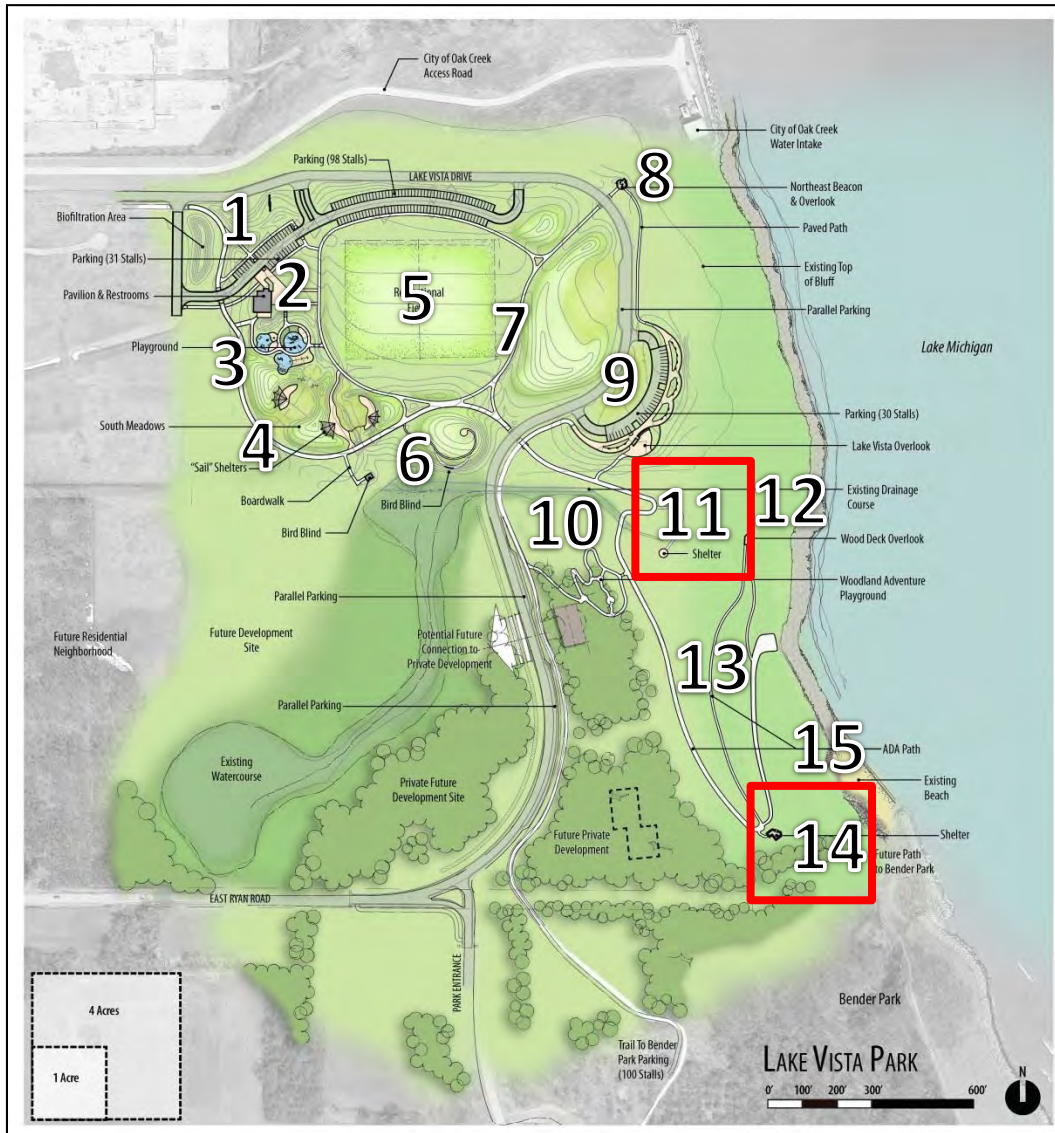 City of Oak Creek
Access Road
City of Oak Creek
Water Intake
Parking (98 Stalls)
LAKE VISTA DRIVE
8
Northeast Beacon
& Overlook
1
Biofiltration Area
Paved Path
Parking (31 Stalls)
2
Existing Top
of Bluff
Pavilion & Restrooms
5
7
Parallel Parking
Playground
3
Lake Michigan
9
Parking (30 Stalls)
South Meadows
4
6
"Sail" Shelters
Lake Vista Overlook
Boardwalk
Bird Blind
Bird Blind
10
11
12
Existing Drainage
Course
Wood Deck Overlook
Shelter
Woodland Adventure
Playground
Parallel Parking
Future Residential
Neighborhood
Future Development
Site
Potential Future
Connection to
Private Development
13
Parallel Parking
15
ADA Path
Existing
Watercourse
Private Future
Development Site
Existing
Beach
Future Private
Development
14
Shelter
Future Path
to Bender Park
EAST RYAN ROAD
PARK ENTRANCE
Bender Park
4 Acres
1 Acre
Trail To Bender
Park Parking
(100 Stalls)
LAKE VISTA PARK
N
0' 100' 200' 300' 600'